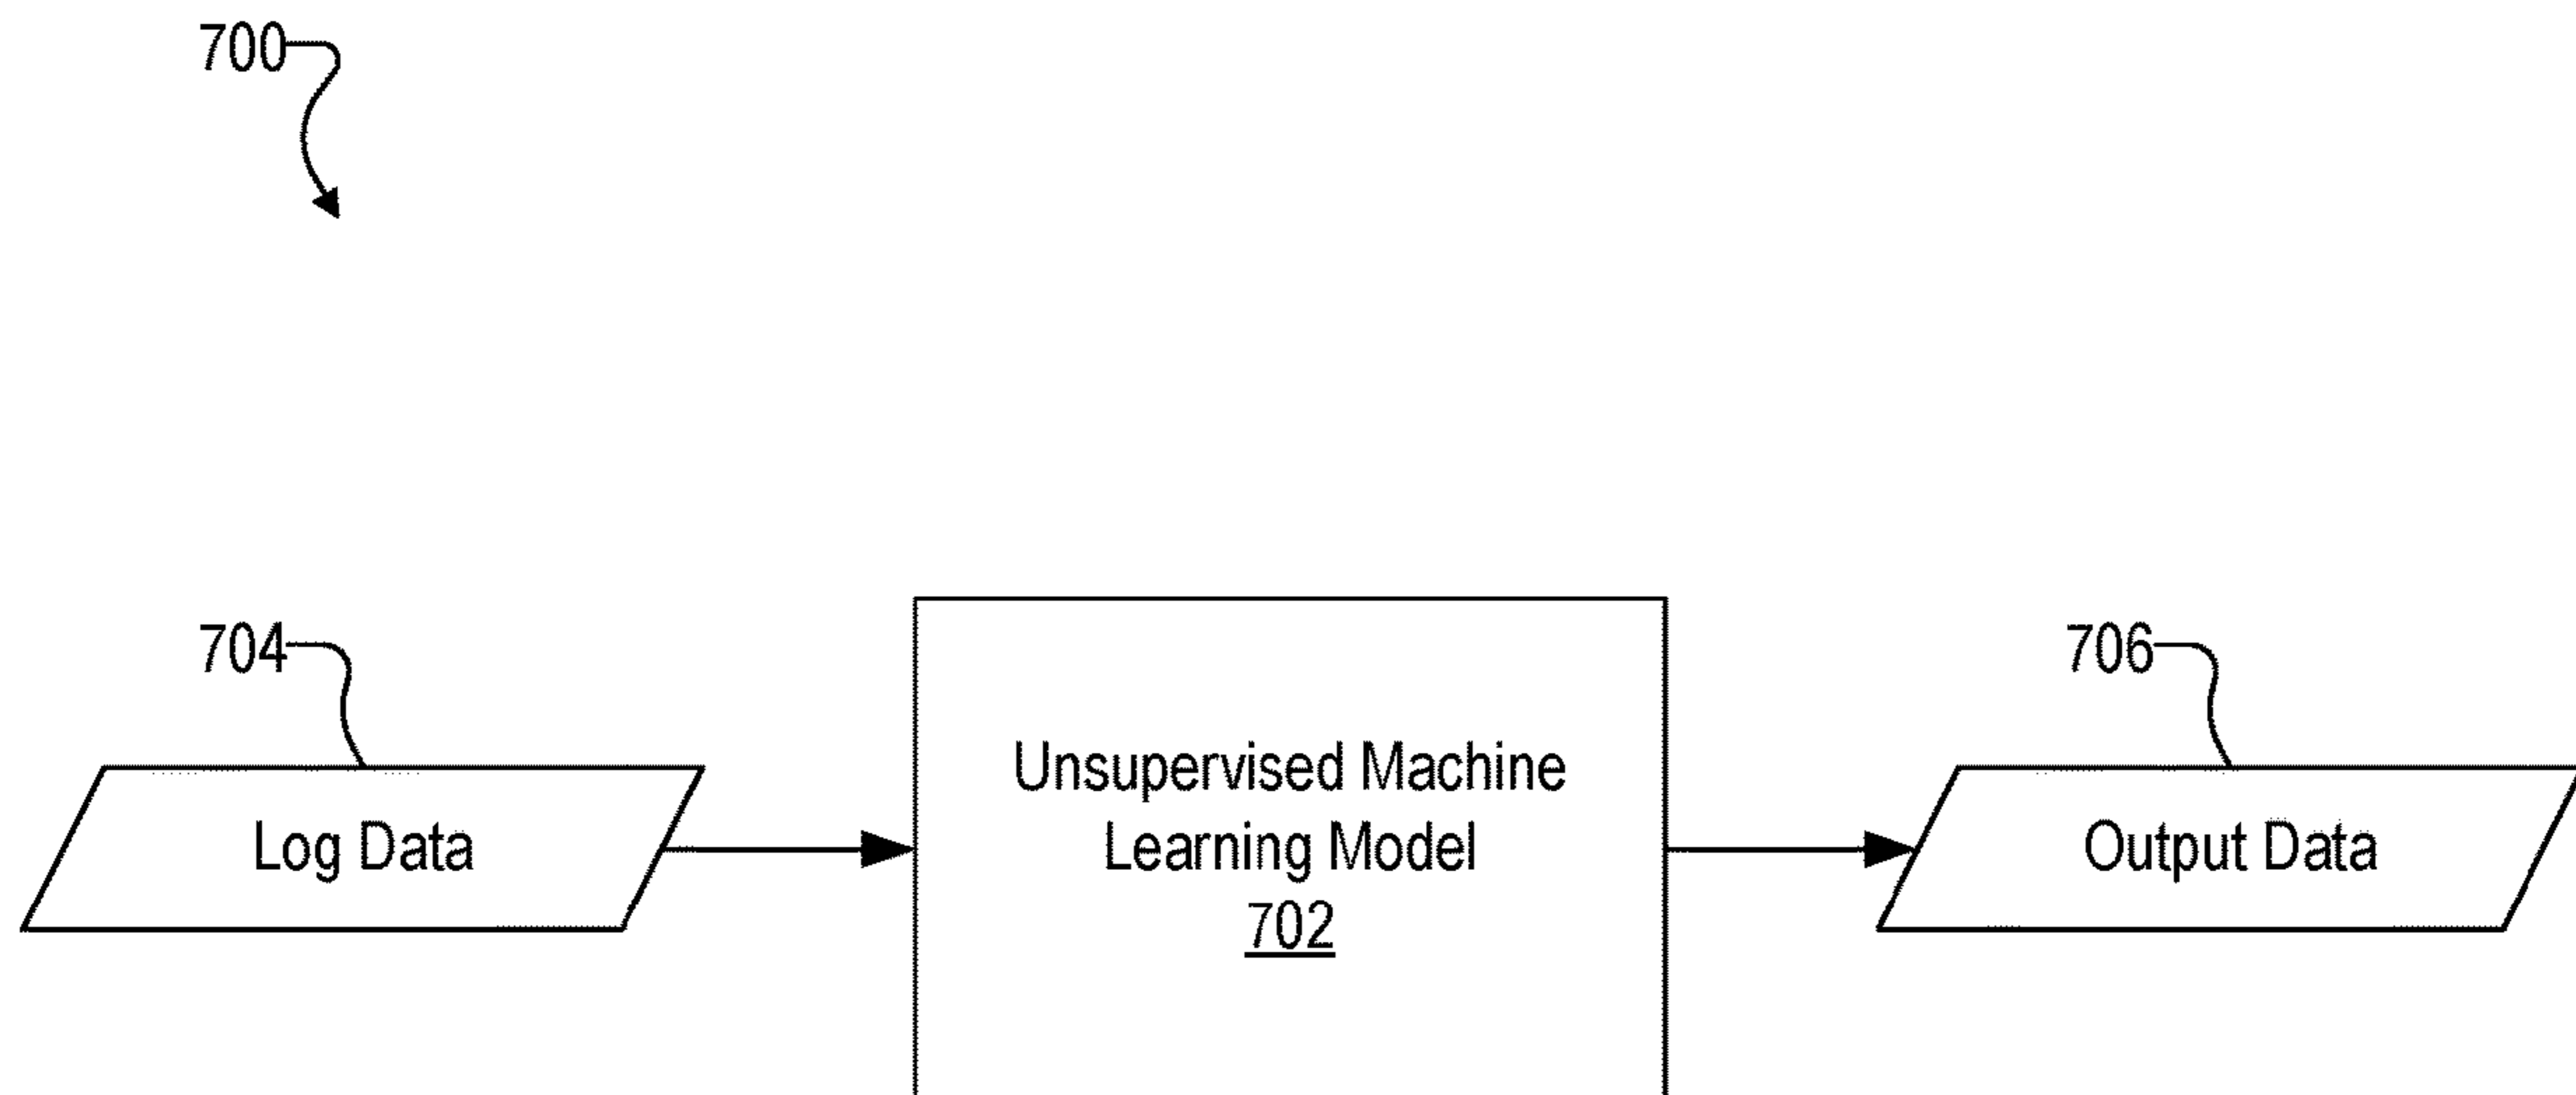 700
704
706
Log Data
Unsupervised Machine
Learning Model
702
Output Data